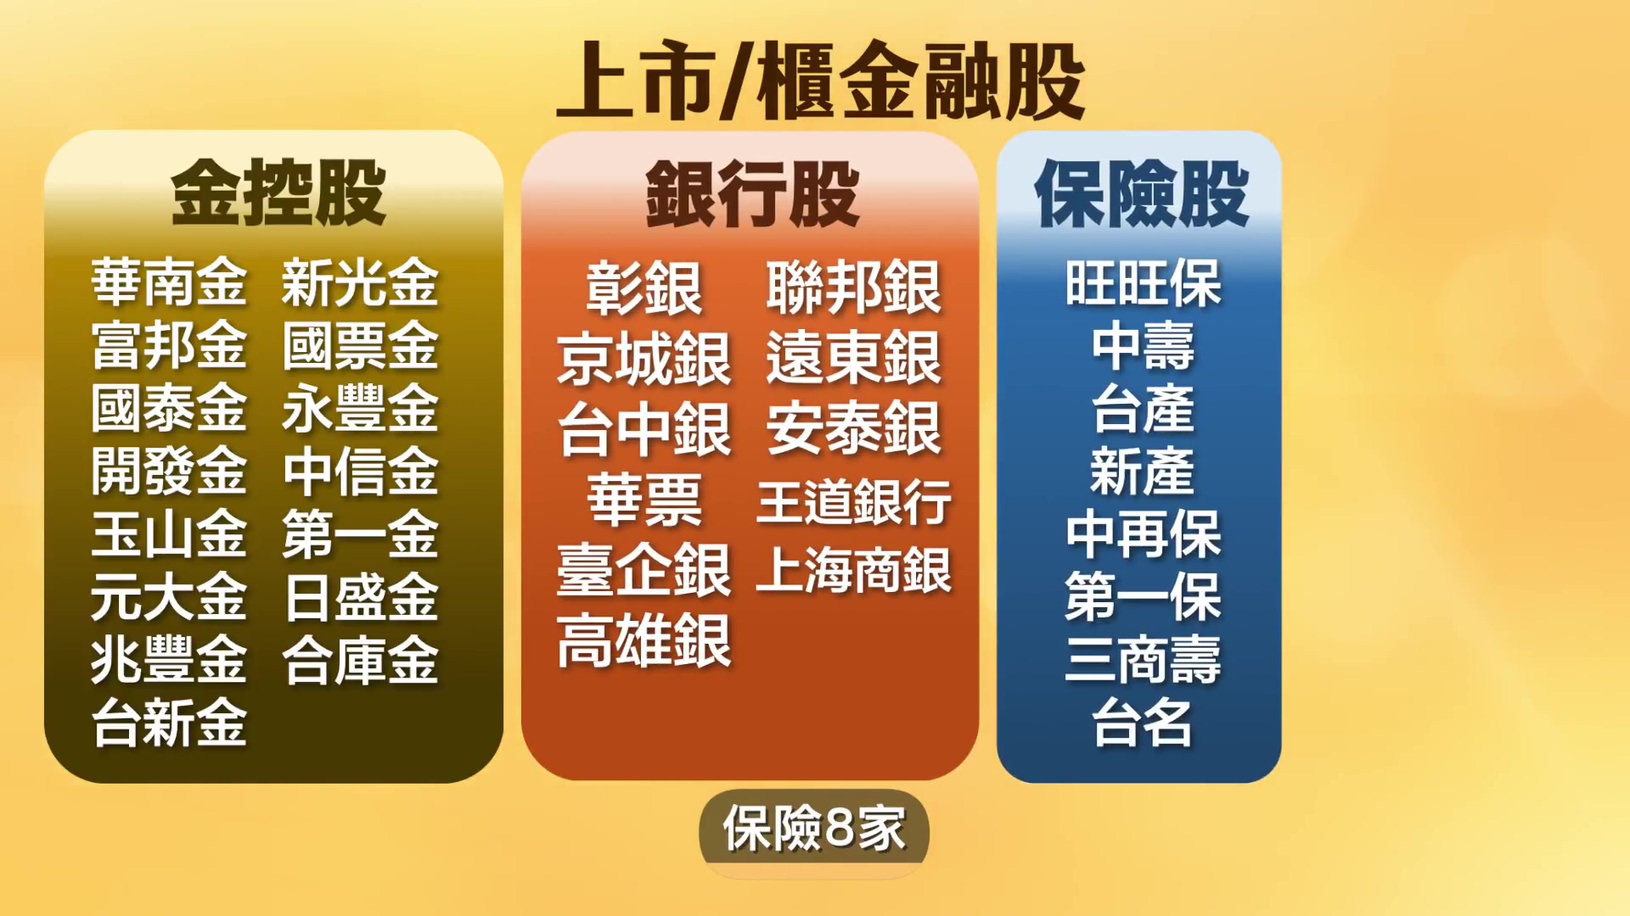 上市/櫃金融股
金控股
華南金 新光金
富邦金 國票金
國泰金 永豐金
開發金 中信金
玉山金 第一金
元大金 日盛金
兆豐金 合庫金
台新金
銀行股
彰銀 聯邦銀
京城銀 遠東銀
台中銀 安泰銀
華票 王道銀行
臺企銀 上海商銀
高雄銀
保險股
旺旺保
中壽
台產
新產
中再保
第一保
三商壽
台名
保險8家